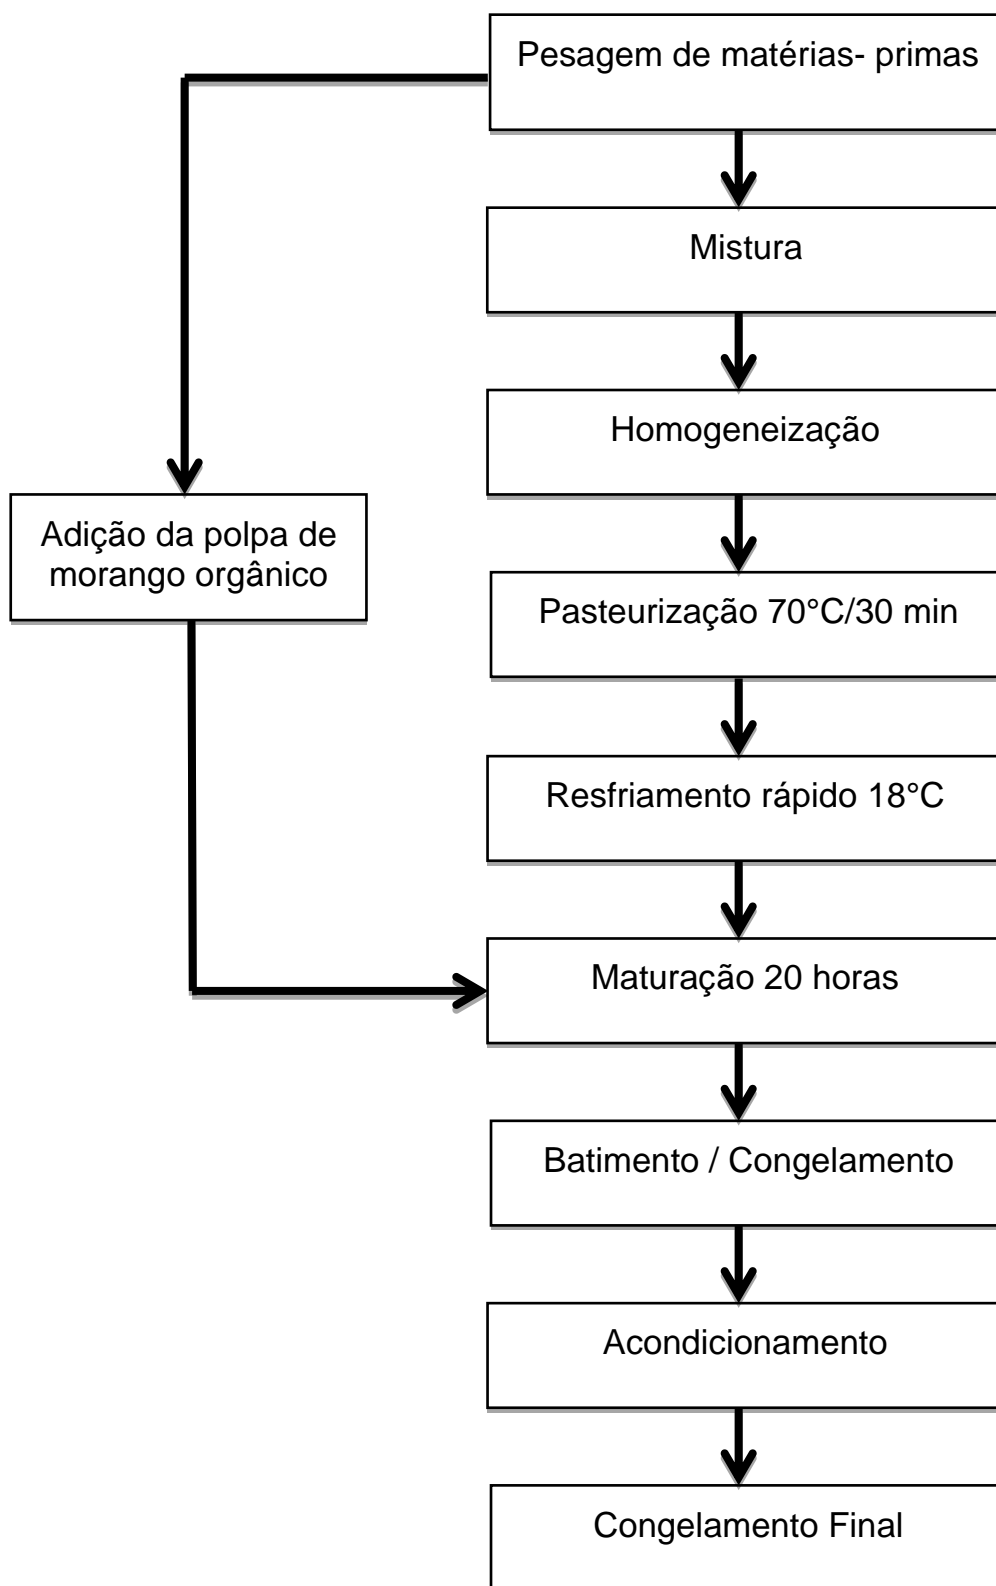 Pesagem de matérias- primas
Mistura
Homogeneização
Adição da polpa de
morango orgânico
Pasteurização 70°C/30 min
Resfriamento rápido 18°C
Maturação 20 horas
Batimento / Congelamento
Acondicionamento
Congelamento Final